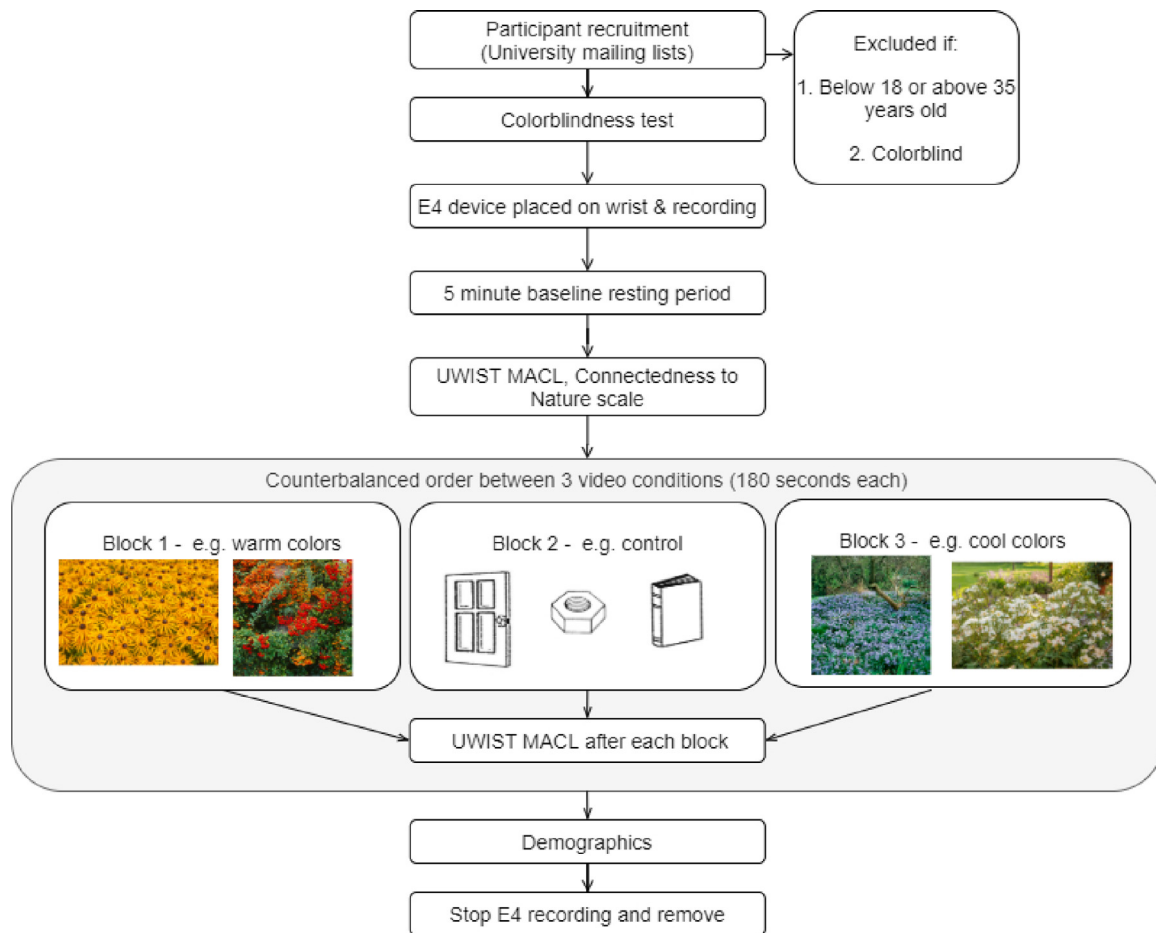 Participant recruitment
(University mailing lists)
Excluded if:
1. Below 18 or above 35
years old
2. Colorblind
Colorblindness test
E4 device placed on wrist & recording
5 minute baseline resting period
UWIST MACL, Connectedness to
Nature scale
Counterbalanced order between 3 video conditions (180 seconds each)
Block 1 - e.g. warm colors
Block 2 - e.g. control
Block 3 - e.g. cool colors
UWIST MACL after each block
Demographics
Stop E4 recording and remove